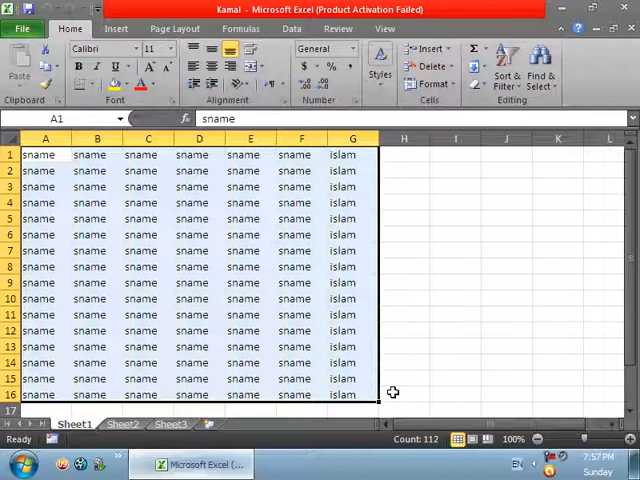 Kamal - Microsoft Excel (Product Activation Failed)
File Home Insert Page Layout Formulas Data Review View
Paste Calibri 11 General Styles Insert Delete Format Sort & Filter Find & Select
Clipboard Font Alignment Number Cells Editing
A1 fx sname
A B C D E F G H I J K L
1 sname sname sname sname sname sname islam
2 sname sname sname sname sname sname islam
3 sname sname sname sname sname sname islam
4 sname sname sname sname sname sname islam
5 sname sname sname sname sname sname islam
6 sname sname sname sname sname sname islam
7 sname sname sname sname sname sname islam
8 sname sname sname sname sname sname islam
9 sname sname sname sname sname sname islam
10 sname sname sname sname sname sname islam
11 sname sname sname sname sname sname islam
12 sname sname sname sname sname sname islam
13 sname sname sname sname sname sname islam
14 sname sname sname sname sname sname islam
15 sname sname sname sname sname sname islam
16 sname sname sname sname sname sname islam
17
Sheet1 Sheet2 Sheet3
Ready Count: 112 100%
Microsoft Excel (... EN 7:57 PM
Sunday